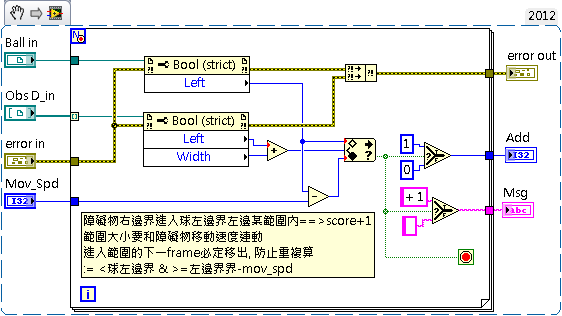 2012
N
Ball in
Bool (strict)
Left
error out
Obs D_in
Bool (strict)
Left
Width
error in
1
0
Add
I32
Mov_Spd
I32
+ 1
Msg
abc
障礙物右邊界進入球左邊界左邊某範圍內==>score+1
範圍大小要和障礙物移動速度連動
進入範圍的下一frame必定移出, 防止重複算
:= <球左邊界 & >=左邊界界-mov_spd
i